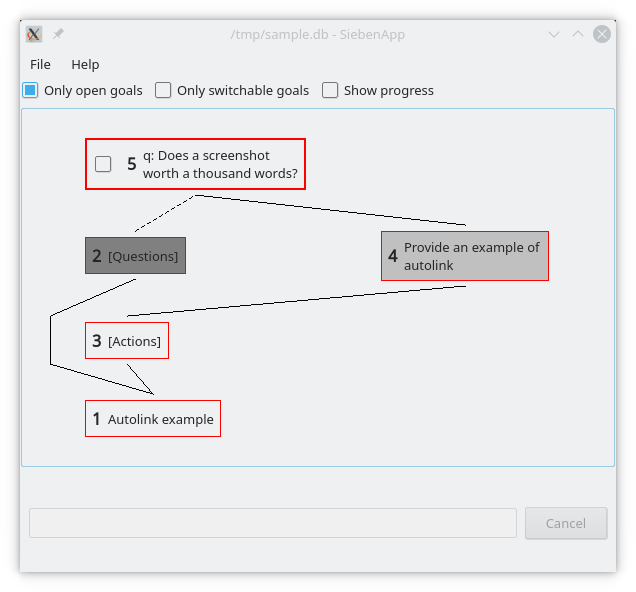 /tmp/sample.db - SiebenApp
File Help
Only open goals Only switchable goals Show progress
5 q: Does a screenshot
worth a thousand words?
2 [Questions]
4 Provide an example of
autolink
3 [Actions]
1 Autolink example
Cancel